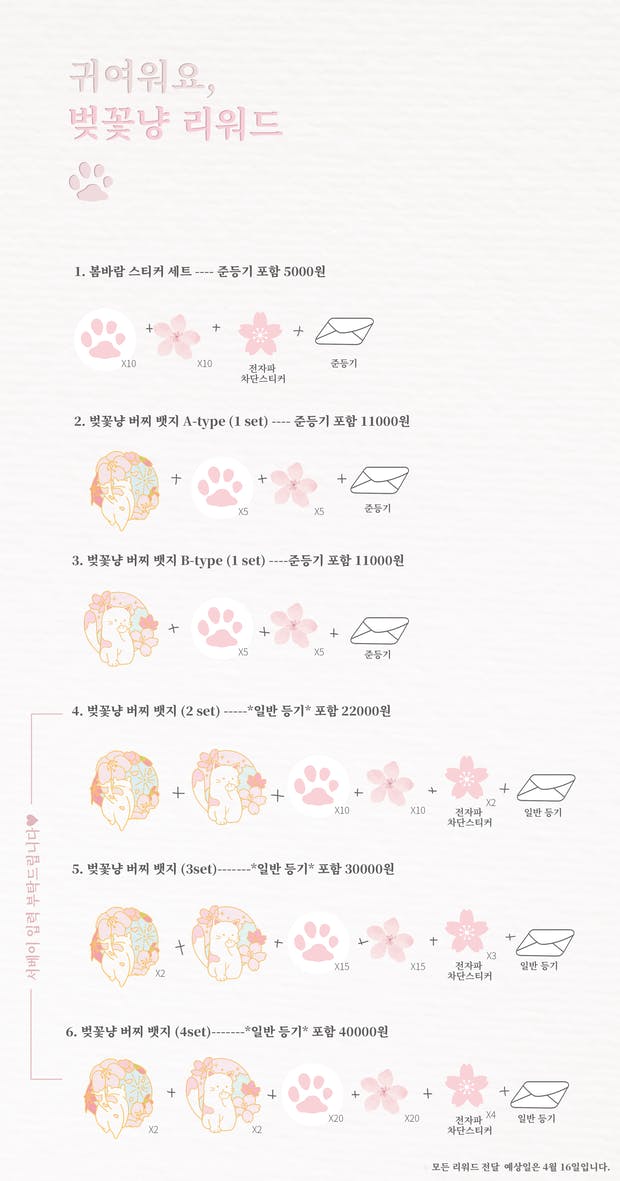 귀여워요,
벚꽃냥 리워드
1. 봄바람 스티커 세트 ---- 준등기 포함 5000원
X10
X10
전자파
차단스티커
준등기
2. 벚꽃냥 버찌 뱃지 A-type (1 set) ---- 준등기 포함 11000원
X5
X5
준등기
3. 벚꽃냥 버찌 뱃지 B-type (1 set) ----준등기 포함 11000원
X5
X5
준등기
서베이 입력 부탁드립니다♥
4. 벚꽃냥 버찌 뱃지 (2 set) -----*일반 등기* 포함 22000원
X10
X10
X2
전자파
차단스티커
일반 등기
5. 벚꽃냥 버찌 뱃지 (3set)-------*일반 등기* 포함 30000원
X2
X15
X15
X3
전자파
차단스티커
일반 등기
6. 벚꽃냥 버찌 뱃지 (4set)-------*일반 등기* 포함 40000원
X2
X2
X20
X20
X4
전자파
차단스티커
일반 등기
모든 리워드 전달 예상일은 4월 16일입니다.